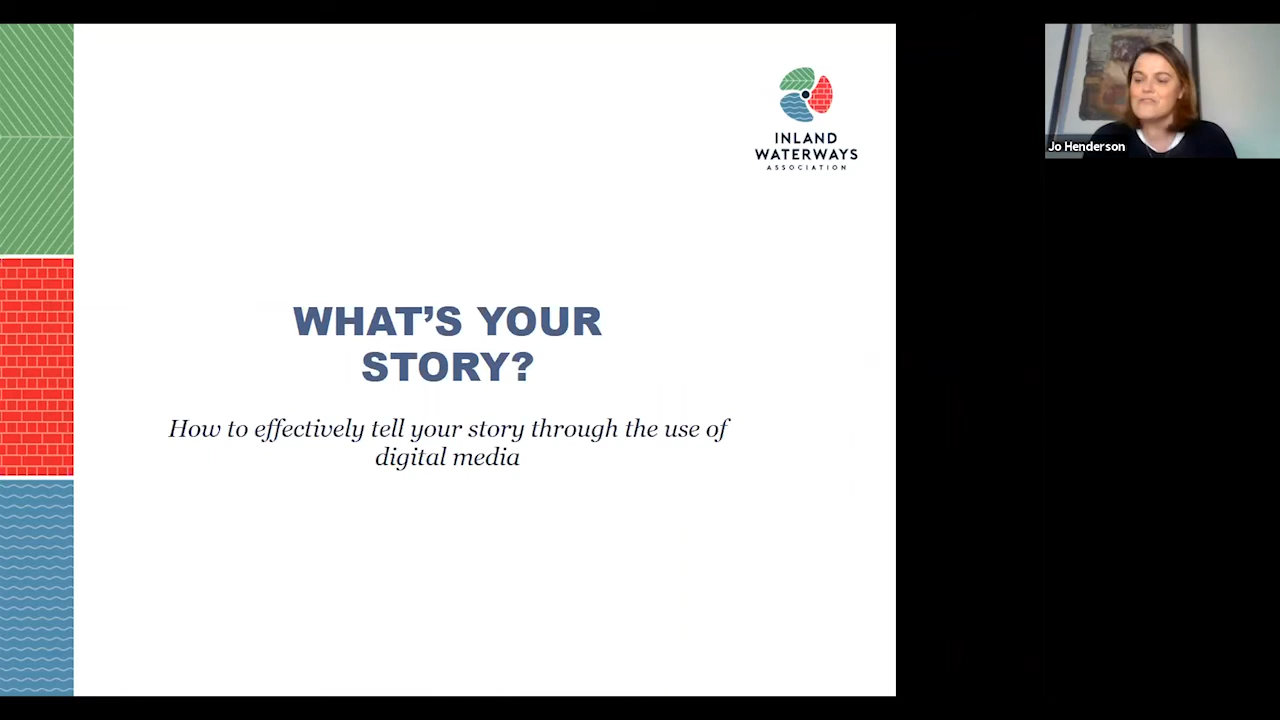 INLAND
WATERWAYS
ASSOCIATION
Jo Henderson
WHAT’S YOUR
STORY?
How to effectively tell your story through the use of
digital media